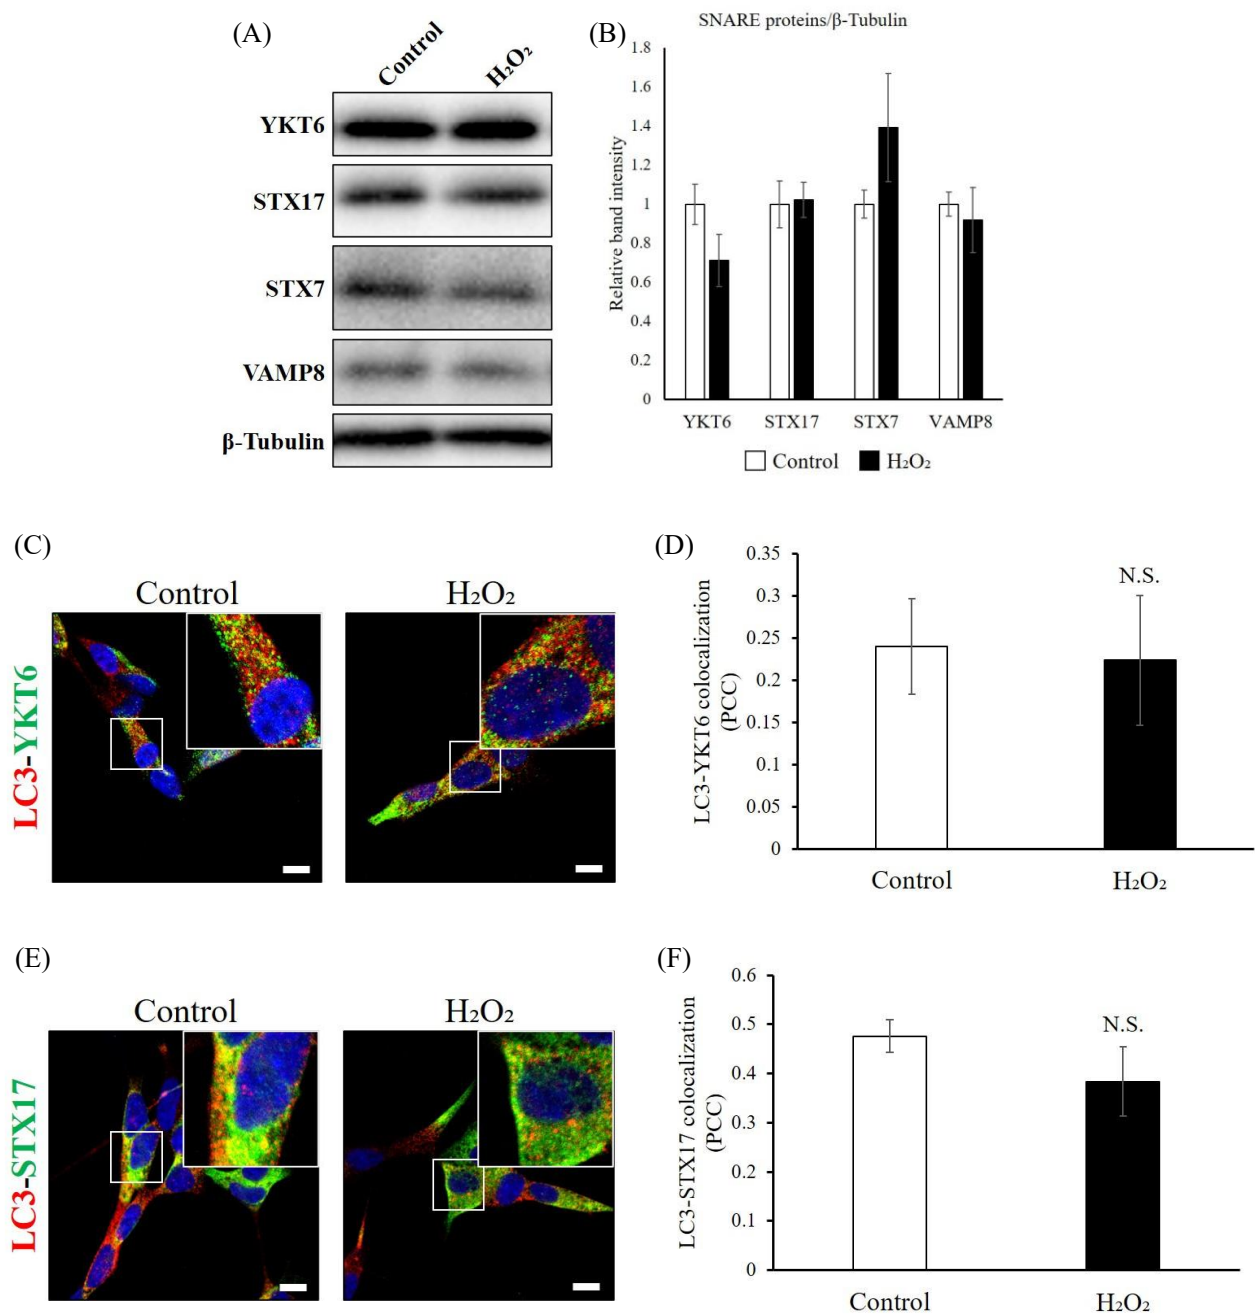 (A)
Control
H₂O₂
YKT6
STX17
STX7
VAMP8
β-Tubulin
(B)
SNARE proteins/β-Tubulin
Relative band intensity
1.8
1.6
1.4
1.2
1
0.8
0.6
0.4
0.2
0
YKT6 STX17 STX7 VAMP8
Control H₂O₂
(C)
Control
H₂O₂
LC3-YKT6
(D)
LC3-YKT6 colocalization
(PCC)
0.35
0.3
0.25
0.2
0.15
0.1
0.05
0
N.S.
Control H₂O₂
(E)
Control
H₂O₂
LC3-STX17
(F)
LC3-STX17 colocalization
(PCC)
0.6
0.5
0.4
0.3
0.2
0.1
0
N.S.
Control H₂O₂